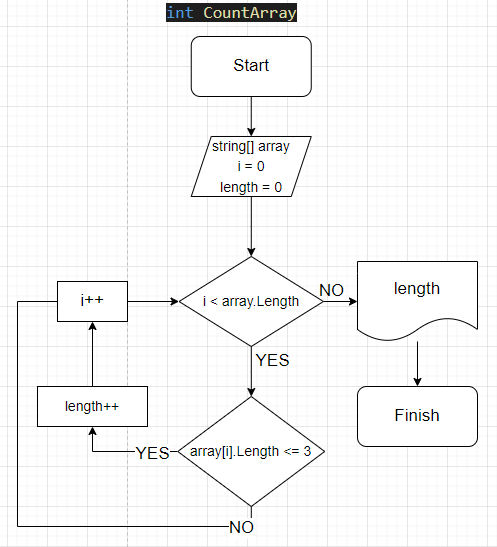 int CountArray
Start
string[] array
i = 0
length = 0
i < array.Length
NO
length
i++
YES
length++
Finish
array[i].Length <= 3
YES
NO